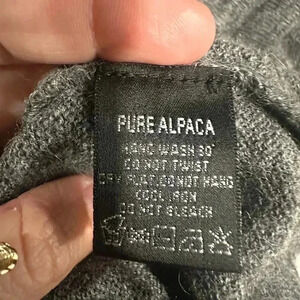 PURE ALPACA
HAND WASH 30°
DO NOT TWIST
DRY FLAT.DO NOT HANG
COOL IRON
DO NOT BLEACH